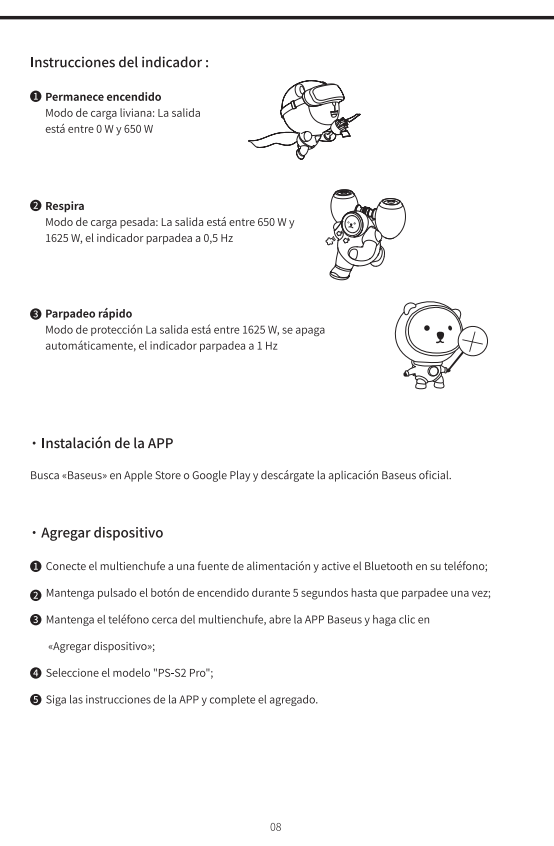 Instrucciones del indicador :
❶ Permanece encendido
Modo de carga liviana: La salida
está entre 0 W y 650 W
❷ Respira
Modo de carga pesada: La salida está entre 650 W y
1625 W, el indicador parpadea a 0,5 Hz
❸ Parpadeo rápido
Modo de protección La salida está entre 1625 W, se apaga
automáticamente, el indicador parpadea a 1 Hz
· Instalación de la APP
Busca «Baseus» en Apple Store o Google Play y descárgate la aplicación Baseus oficial.
· Agregar dispositivo
❶ Conecte el multienchufe a una fuente de alimentación y active el Bluetooth en su teléfono;
❷ Mantenga pulsado el botón de encendido durante 5 segundos hasta que parpadee una vez;
❸ Mantenga el teléfono cerca del multienchufe, abre la APP Baseus y haga clic en
«Agregar dispositivo»;
❹ Seleccione el modelo "PS-S2 Pro";
❺ Siga las instrucciones de la APP y complete el agregado.
08